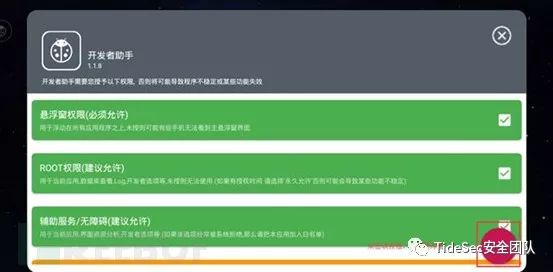 开发者助手
1.1.8
开发者助手需要您授予以下权限, 否则将可能导致程序不稳定或某些功能失效
悬浮窗权限(必须允许)
用于浮动在所有应用程序之上,未授则可能有些手机无法看到主悬浮窗界面
ROOT权限(建议允许)
用于当前应用,数据库查看,Log,开发者选项等,未授则无法使用 (如果有授权时间 请选择'永久允许'否则可能会导致某些功能不稳定)
辅助服务/无障碍(建议允许)
用于当前应用,界面资源分析,开发者选项等 (如果该选项经常被系统拒绝,那么请把本应用加入白名单)
REEBUF
TideSec安全团队